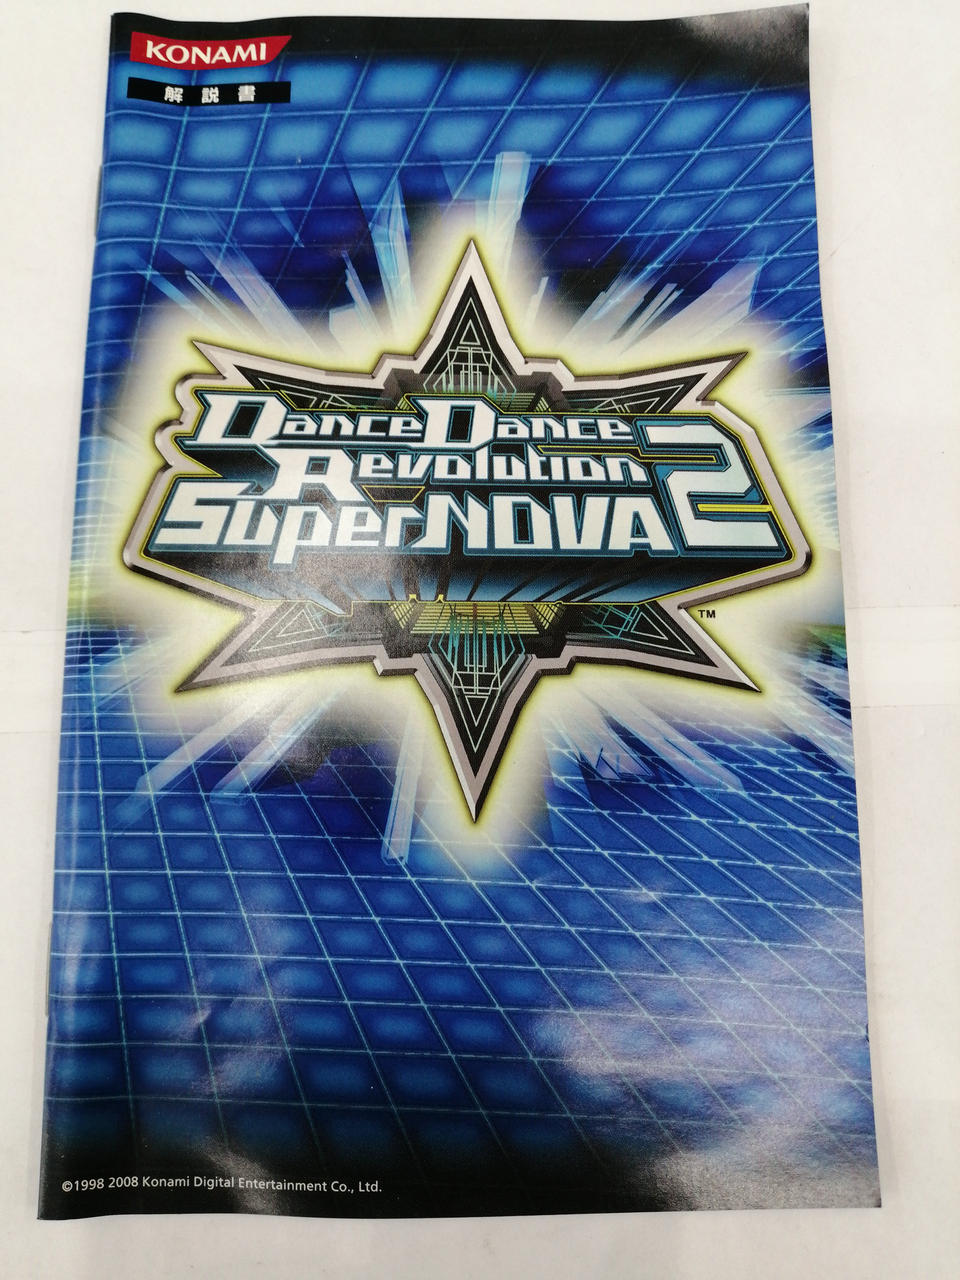 KONAMI
解説書
DanceDance
Revolution
SuperNOVA2
TM
©1998 2008 Konami Digital Entertainment Co., Ltd.